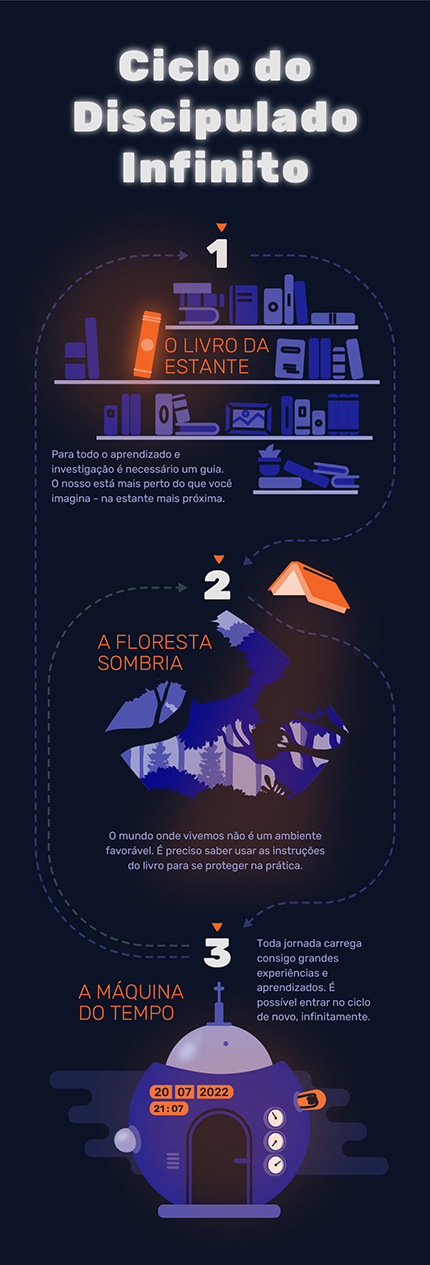 Ciclo do
Discipulado
Infinito
1
O LIVRO DA
ESTANTE
Para todo o aprendizado e
investigação é necessário um guia.
O nosso está mais perto do que você
imagina - na estante mais próxima.
2
A FLORESTA
SOMBRIA
O mundo onde vivemos não é um ambiente
favorável. É preciso saber usar as instruções
do livro para se proteger na prática.
3
Toda jornada carrega
consigo grandes
experiências e
aprendizados. É
possível entrar no ciclo
de novo, infinitamente.
A MÁQUINA
DO TEMPO
20 07 2022
21:07